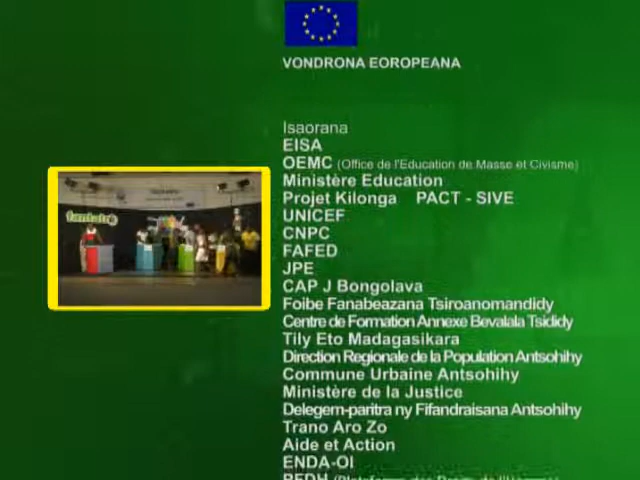 VONDRONA EOROPEANA
Isaorana
EISA
OEMC (Office de l'Education de Masse et Civisme)
Ministère Education
Projet Kilonga PACT - SIVE
UNICEF
CNPC
FAFED
JPE
CAP J Bongolava
Foibe Fanabeazana Tsiroanomandidy
Centre de Formation Annexe Bevalala Tsididy
Tily Eto Madagasikara
Direction Regionale de la Population Antsohihy
Commune Urbaine Antsohihy
Ministère de la Justice
Delegem-paritra ny Fifandraisana Antsohihy
Trano Aro Zo
Aide et Action
ENDA-OI